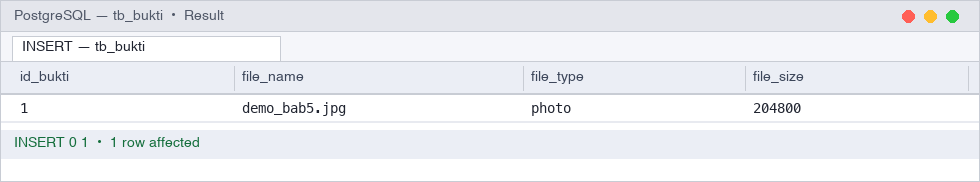 PostgreSQL — tb_bukti • Result
INSERT — tb_bukti
id_bukti file_name file_type file_size
1 demo_bab5.jpg photo 204800
INSERT 0 1 • 1 row affected